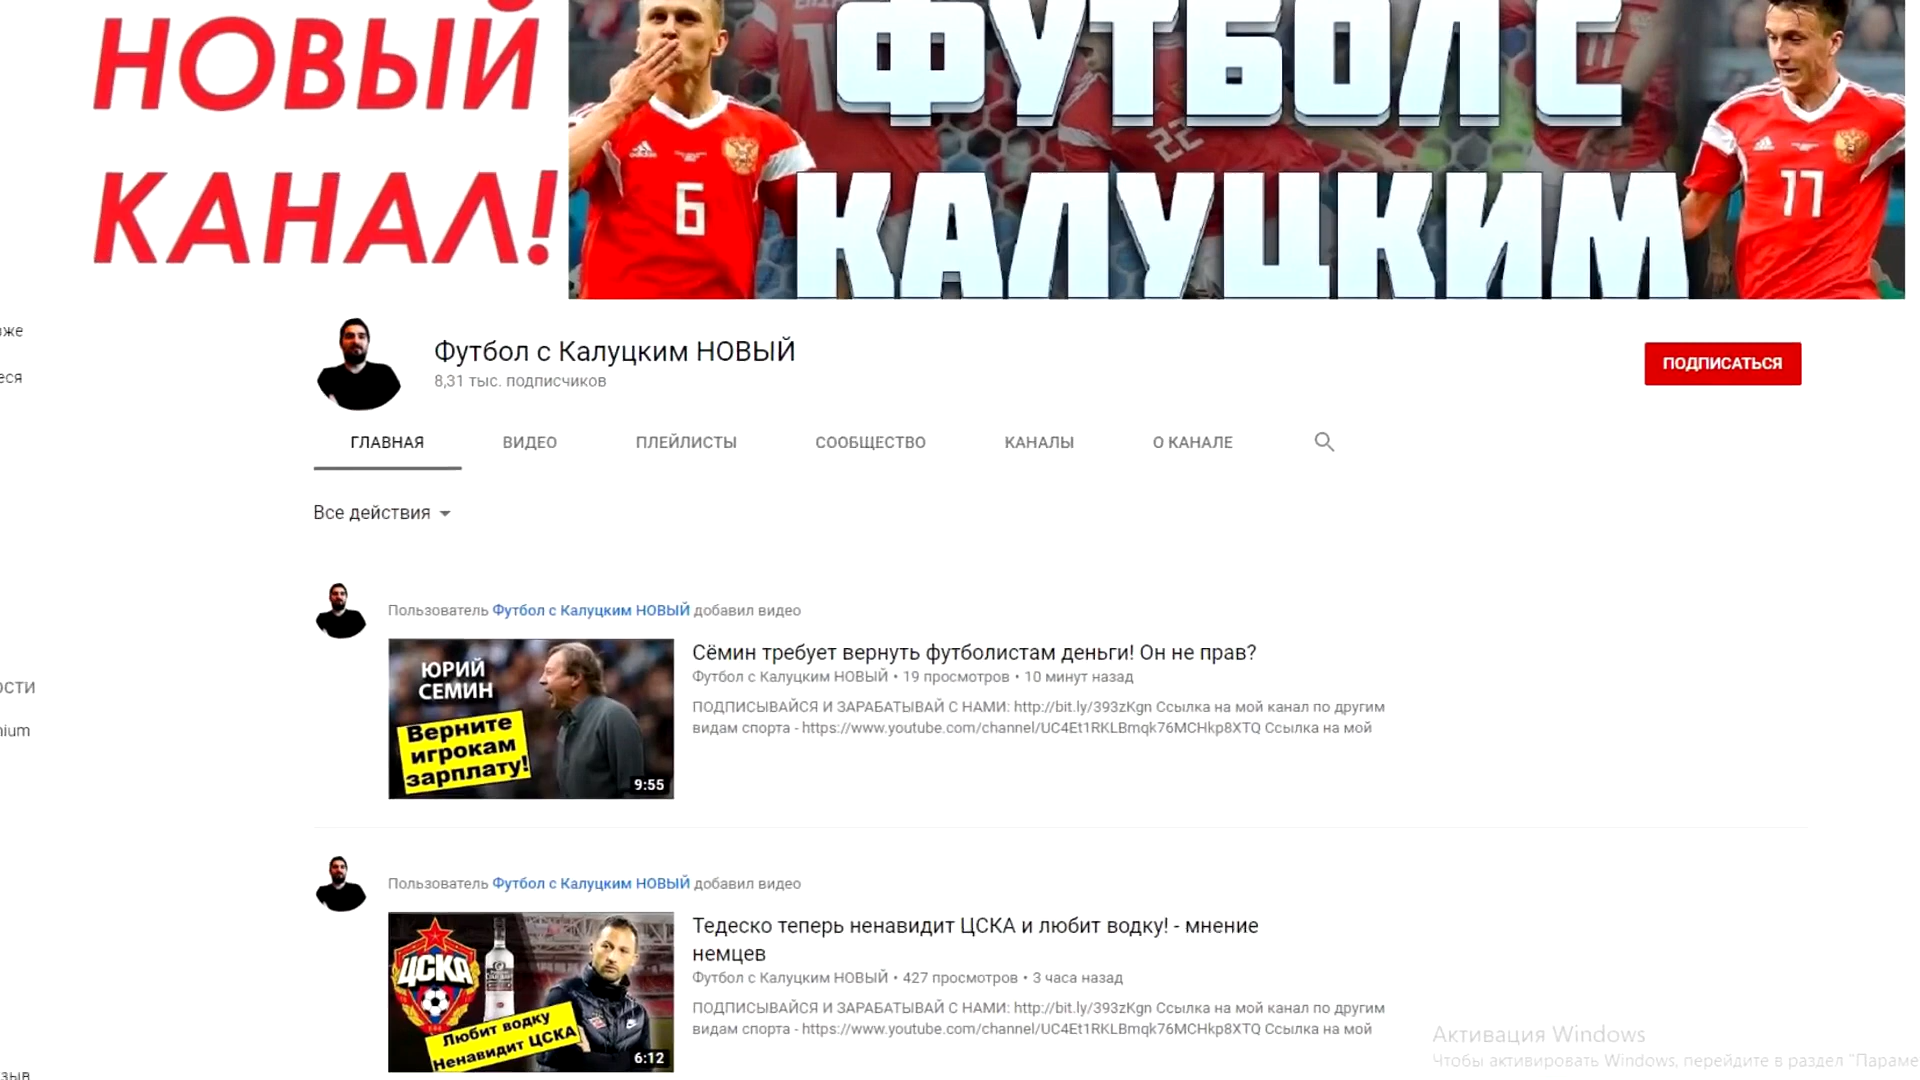 НОВЫЙ
КАНАЛ!
ФУТБОЛ С
КАЛУЦКИМ
adidas
6
22
11
17
Футбол с Калуцким НОВЫЙ
8,31 тыс. подписчиков
ПОДПИСАТЬСЯ
ГЛАВНАЯ ВИДЕО ПЛЕЙЛИСТЫ СООБЩЕСТВО КАНАЛЫ О КАНАЛЕ
Все действия
Пользователь Футбол с Калуцким НОВЫЙ добавил видео
ЮРИЙ
СЕМИН
Верните
игрокам
зарплату!
9:55
Сёмин требует вернуть футболистам деньги! Он не прав?
Футбол с Калуцким НОВЫЙ • 19 просмотров • 10 минут назад
ПОДПИСЫВАЙСЯ И ЗАРАБАТЫВАЙ С НАМИ: http://bit.ly/393zKgn Ссылка на мой канал по другим
видам спорта - https://www.youtube.com/channel/UC4Et1RKLBmqk76MCHkp8XTQ Ссылка на мой
Пользователь Футбол с Калуцким НОВЫЙ добавил видео
ЦСКА
Любит водку
Ненавидит ЦСКА
6:12
Тедеско теперь ненавидит ЦСКА и любит водку! - мнение
немцев
Футбол с Калуцким НОВЫЙ • 427 просмотров • 3 часа назад
ПОДПИСЫВАЙСЯ И ЗАРАБАТЫВАЙ С НАМИ: http://bit.ly/393zKgn Ссылка на мой канал по другим
видам спорта - https://www.youtube.com/channel/UC4Et1RKLBmqk76MCHkp8XTQ Ссылка на мой
Активация Windows
Чтобы активировать Windows, перейдите в раздел "Параме